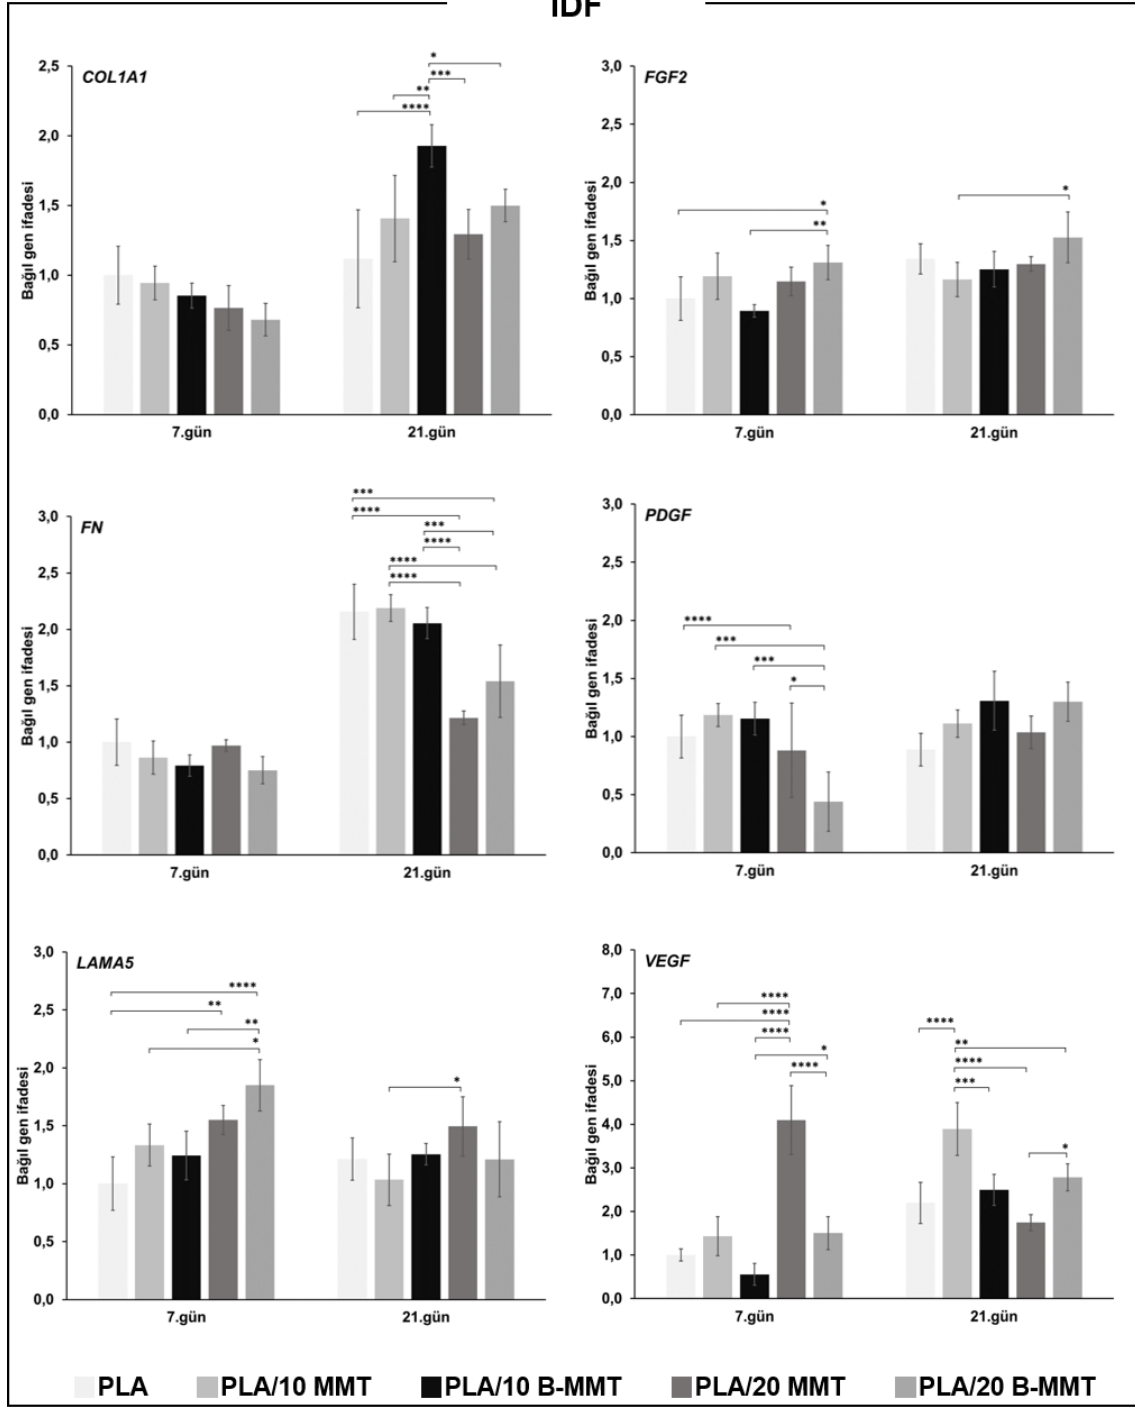 IDF
COL1A1
Bağıl gen ifadesi
2,5
2,0
1,5
1,0
0,5
0,0
*
***
**
****
7.gün
21.gün
FGF2
Bağıl gen ifadesi
3,0
2,5
2,0
1,5
1,0
0,5
0,0
*
**
*
7.gün
21.gün
FN
Bağıl gen ifadesi
3,0
2,5
2,0
1,5
1,0
0,5
0,0
***
****
***
****
****
****
7.gün
21.gün
PDGF
Bağıl gen ifadesi
3,0
2,5
2,0
1,5
1,0
0,5
0,0
****
***
***
*
7.gün
21.gün
LAMA5
Bağıl gen ifadesi
3,0
2,5
2,0
1,5
1,0
0,5
0,0
****
**
**
*
*
7.gün
21.gün
VEGF
Bağıl gen ifadesi
8,0
7,0
6,0
5,0
4,0
3,0
2,0
1,0
0,0
****
****
****
*
****
****
**
****
***
*
7.gün
21.gün
PLA PLA/10 MMT PLA/10 B-MMT PLA/20 MMT PLA/20 B-MMT